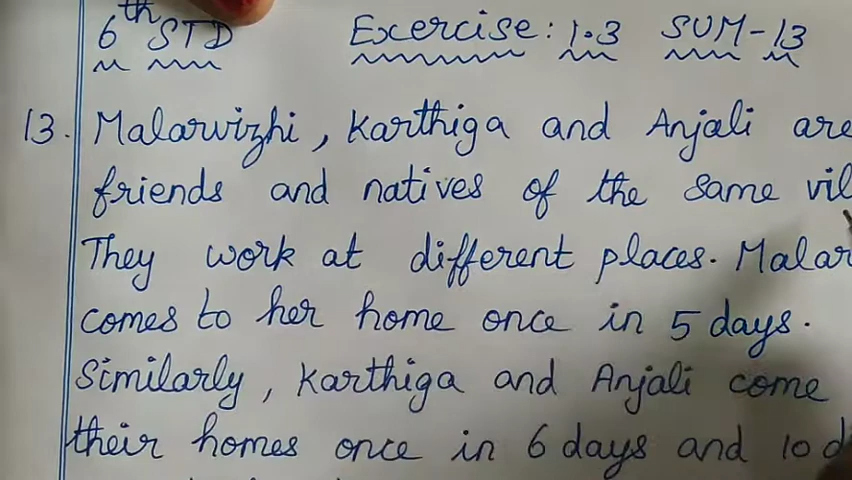 6th STD Exercise: 1.3 SUM-13
13. Malarvizhi, Karthiga and Anjali are
friends and natives of the same vil
They work at different places. Malar
comes to her home once in 5 days.
Similarly, Karthiga and Anjali come
their homes once in 6 days and 10 d